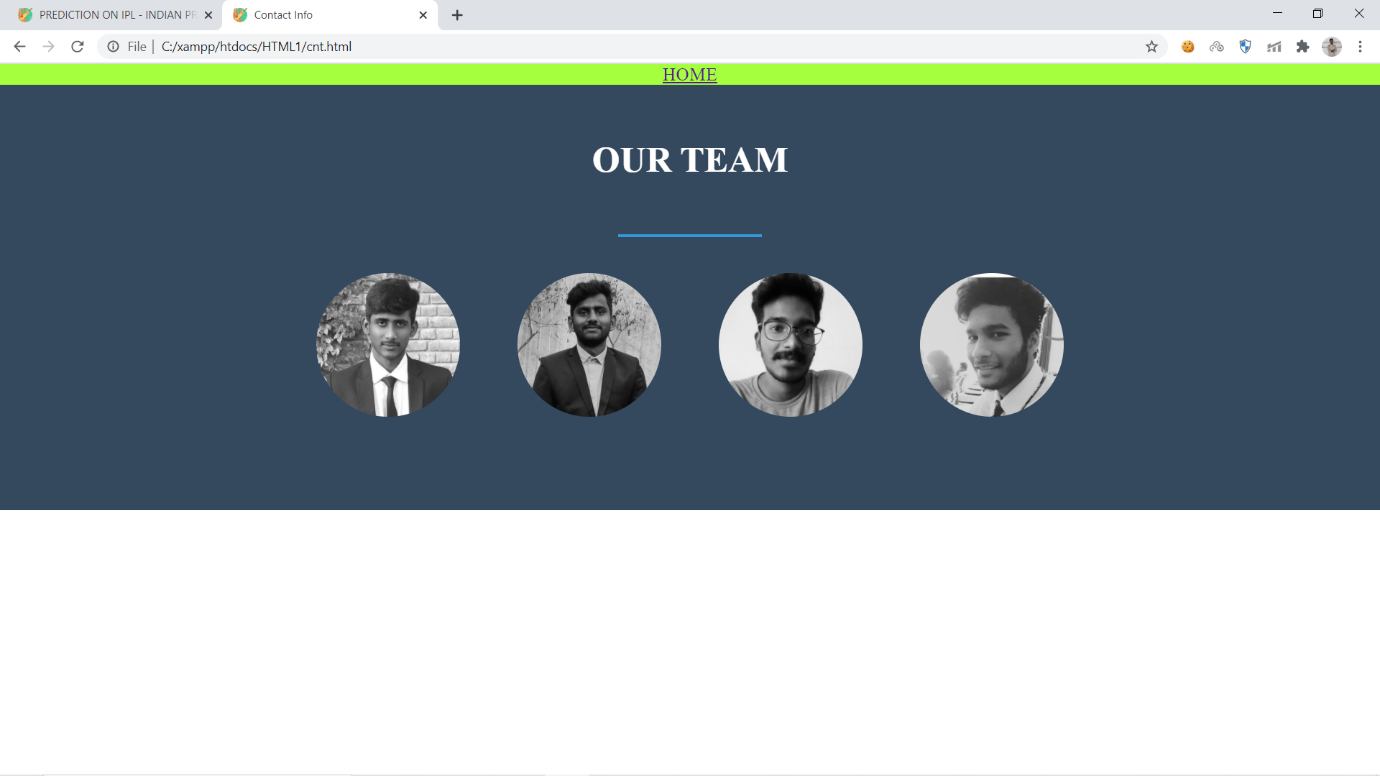 PREDICTION ON IPL - INDIAN PR
Contact Info
File | C:/xampp/htdocs/HTML1/cnt.html
HOME
OUR TEAM